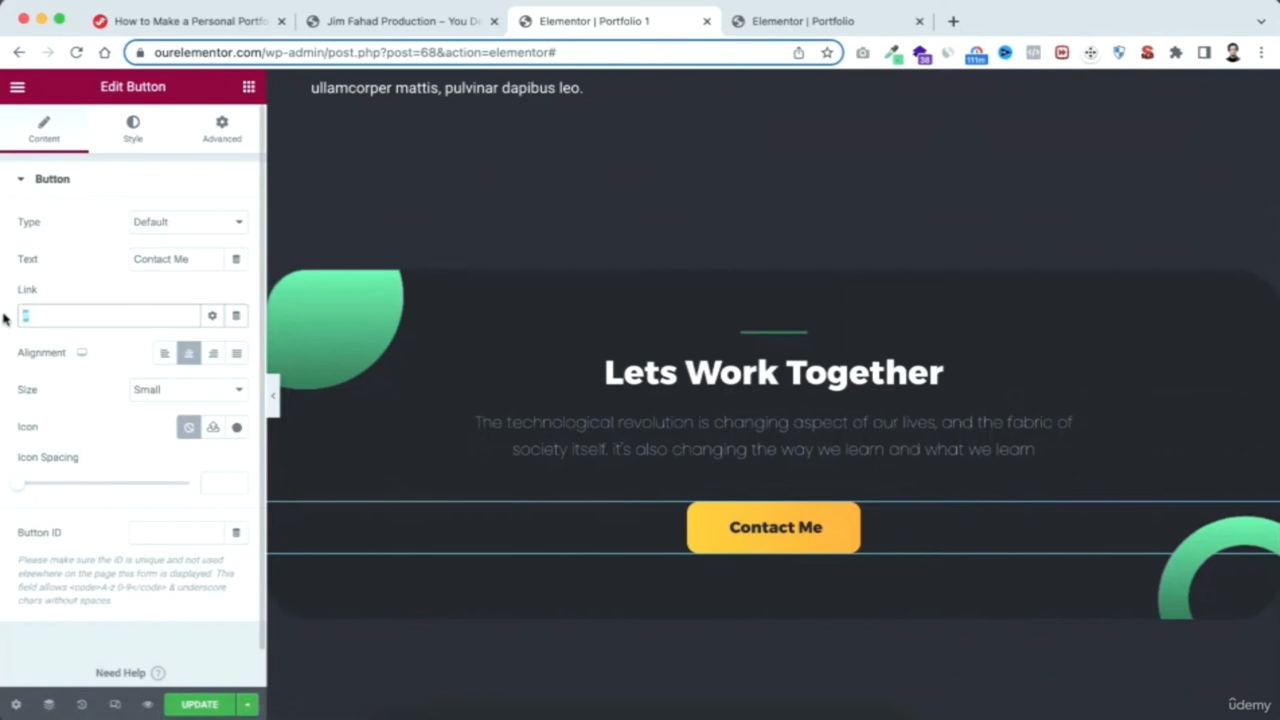 How to Make a Personal Portfo
Jim Fahad Production – You De
Elementor | Portfolio 1
Elementor | Portfolio
ourelementor.com/wp-admin/post.php?post=68&action=elementor#
38
111m
Edit Button
Content
Style
Advanced
Button
Type
Default
Text
Contact Me
Link
Alignment
Size
Small
Icon
Icon Spacing
Button ID
Please make sure the ID is unique and not used
elsewhere on the page this form is displayed. This
field allows <code>A-z 0-9</code> & underscore
chars without spaces.
Need Help
UPDATE
ullamcorper mattis, pulvinar dapibus leo.
Lets Work Together
The technological revolution is changing aspect of our lives, and the fabric of
society itself. it's also changing the way we learn and what we learn
Contact Me
ûdemy